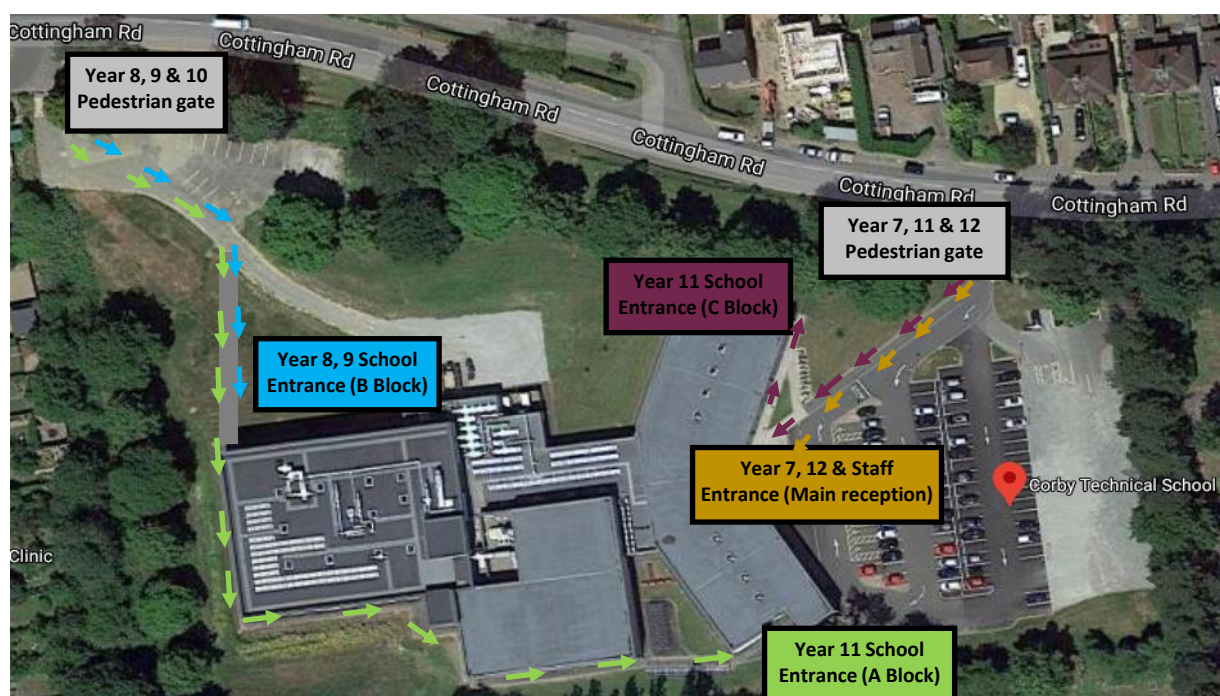 Cottingham Rd
Cottingham Rd
Cottingham Rd
Cottingham Rd
Cottingham Rd
Cottingham Rd
Year 8, 9 & 10
Pedestrian gate
Year 7, 11 & 12
Pedestrian gate
Year 11 School
Entrance (C Block)
Year 8, 9 School
Entrance (B Block)
Year 7, 12 & Staff
Entrance (Main reception)
Corby Technical School
Clinic
Year 11 School
Entrance (A Block)